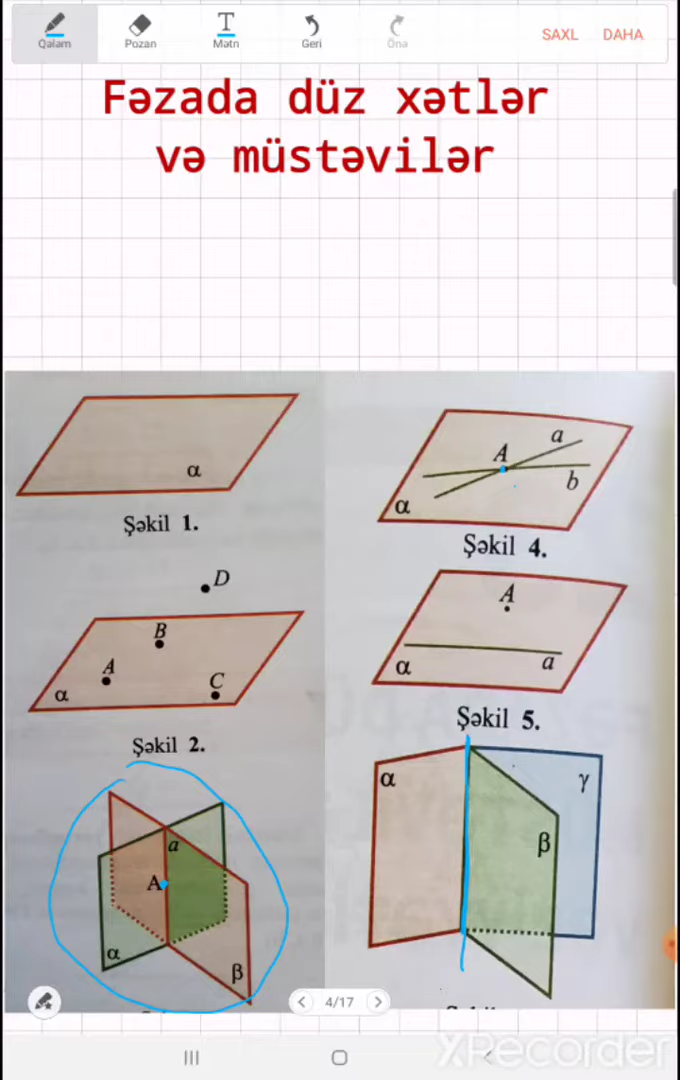 Qələm Pozan Mətn Geri Önə SAXL DAHA
Fəzada düz xətlər
və müstəvilər
α
Şəkil 1.
D
B
A
C
α
Şəkil 2.
a
A
α
β
a
A
b
α
Şəkil 4.
A
α
a
Şəkil 5.
α
γ
β
4/17
XRecorder